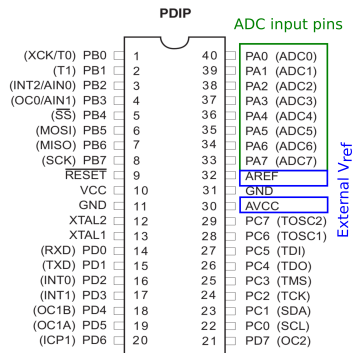 PDIP
ADC input pins
(XCK/T0) PB0 1 40 PA0 (ADC0)
(T1) PB1 2 39 PA1 (ADC1)
(INT2/AIN0) PB2 3 38 PA2 (ADC2)
(OC0/AIN1) PB3 4 37 PA3 (ADC3)
(SS) PB4 5 36 PA4 (ADC4)
(MOSI) PB5 6 35 PA5 (ADC5)
(MISO) PB6 7 34 PA6 (ADC6)
(SCK) PB7 8 33 PA7 (ADC7)
RESET 9 32 AREF
VCC 10 31 GND
GND 11 30 AVCC
XTAL2 12 29 PC7 (TOSC2)
XTAL1 13 28 PC6 (TOSC1)
(RXD) PD0 14 27 PC5 (TDI)
(TXD) PD1 15 26 PC4 (TDO)
(INT0) PD2 16 25 PC3 (TMS)
(INT1) PD3 17 24 PC2 (TCK)
(OC1B) PD4 18 23 PC1 (SDA)
(OC1A) PD5 19 22 PC0 (SCL)
(ICP1) PD6 20 21 PD7 (OC2)
External Vref